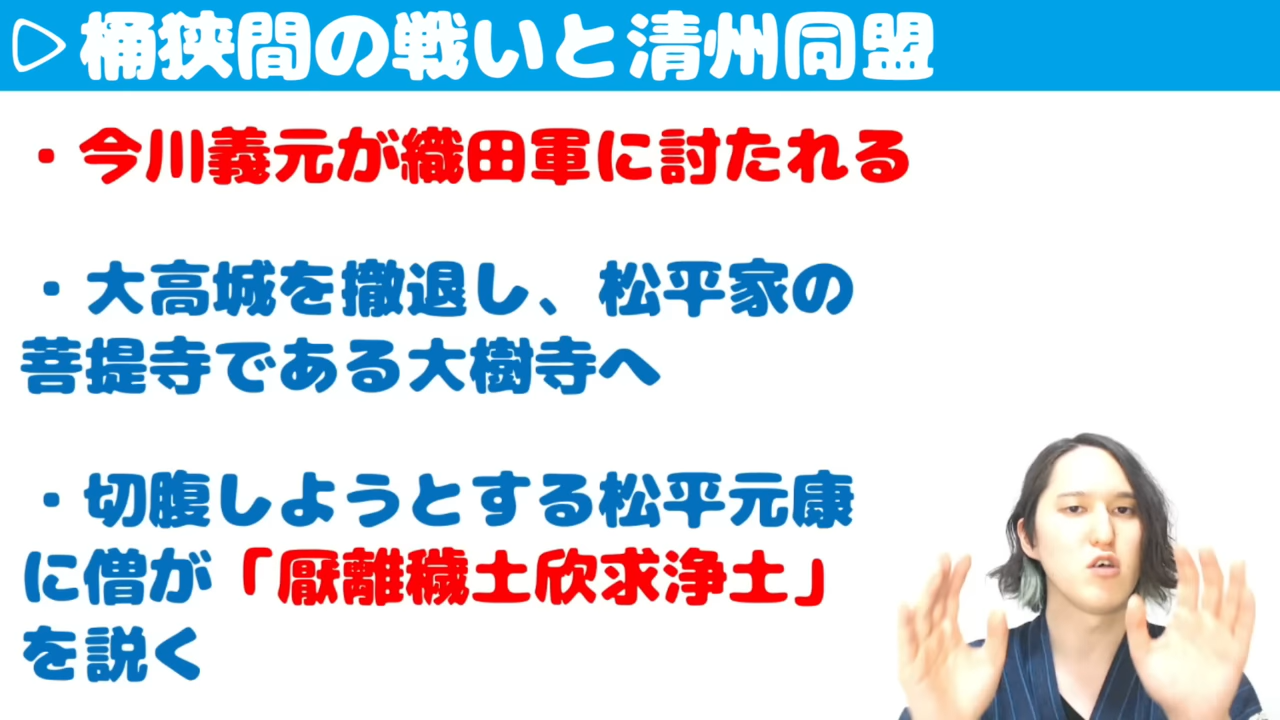 桶狭間の戦いと清州同盟
・今川義元が織田軍に討たれる
・大高城を撤退し、松平家の
菩提寺である大樹寺へ
・切腹しようとする松平元康
に僧が「厭離穢土欣求浄土」
を説く